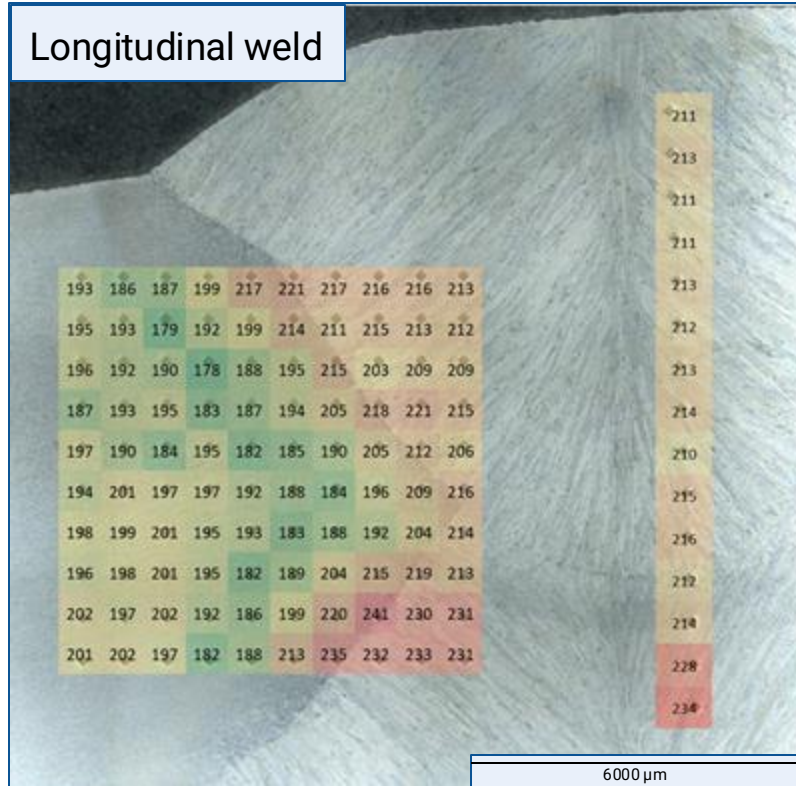 Longitudinal weld
211
213
211
211
193 186 187 199 217 221 217 216 216 213 213
195 193 179 192 199 214 211 215 213 212 212
196 192 190 178 188 195 215 203 209 209 213
187 193 195 183 187 194 205 218 221 215 214
197 190 184 195 182 185 190 205 212 206 210
194 201 197 197 192 188 184 196 209 216 215
198 199 201 195 193 183 188 192 204 214 216
196 198 201 195 182 189 204 215 219 213 212
202 197 202 192 186 199 220 241 230 231 214
201 202 197 182 188 213 235 232 233 231 228
234
6000 µm